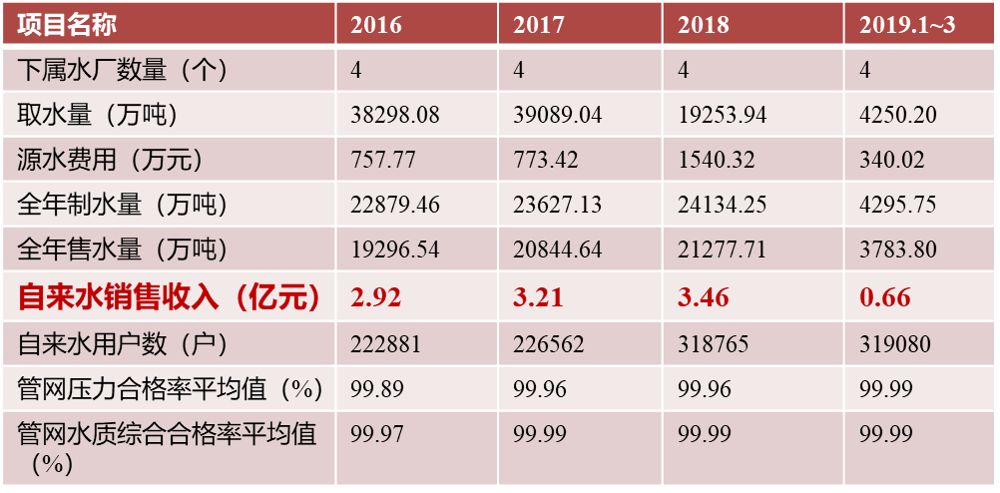 项目名称 2016 2017 2018 2019.1~3
下属水厂数量（个） 4 4 4 4
取水量（万吨） 38298.08 39089.04 19253.94 4250.20
源水费用（万元） 757.77 773.42 1540.32 340.02
全年制水量（万吨） 22879.46 23627.13 24134.25 4295.75
全年售水量（万吨） 19296.54 20844.64 21277.71 3783.80
自来水销售收入（亿元） 2.92 3.21 3.46 0.66
自来水用户数（户） 222881 226562 318765 319080
管网压力合格率平均值（%） 99.89 99.96 99.96 99.99
管网水质综合合格率平均值 99.97 99.99 99.99 99.99
（%）